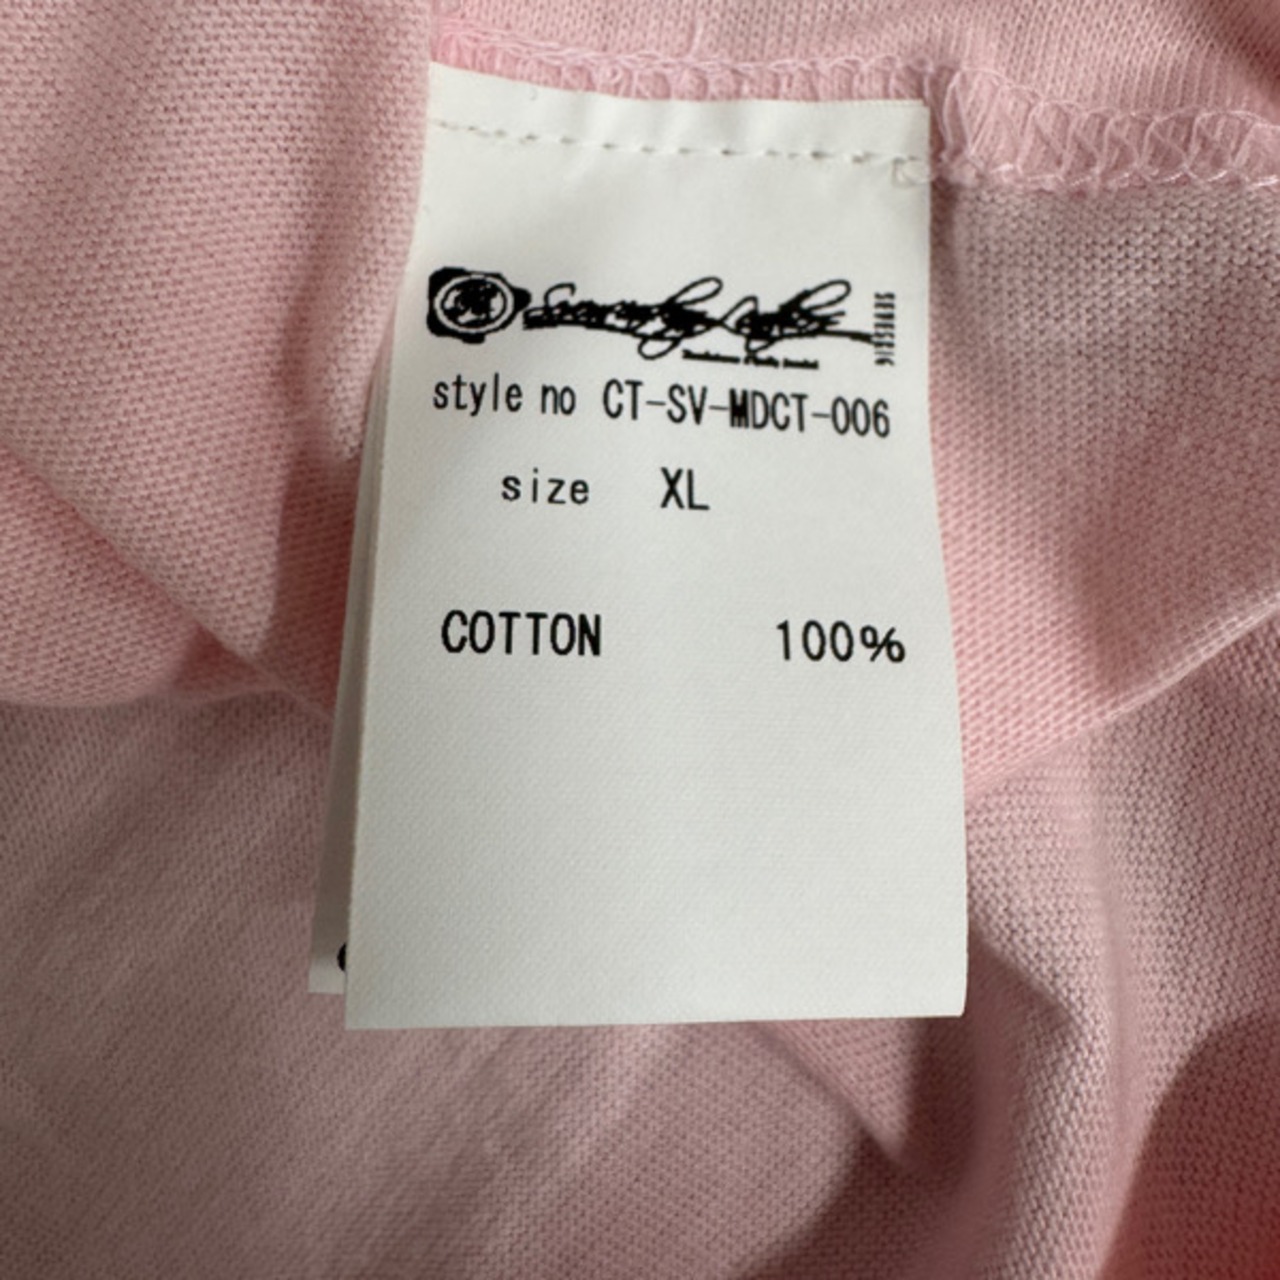 style no CT-SV-MDCT-006
size XL
COTTON 100%